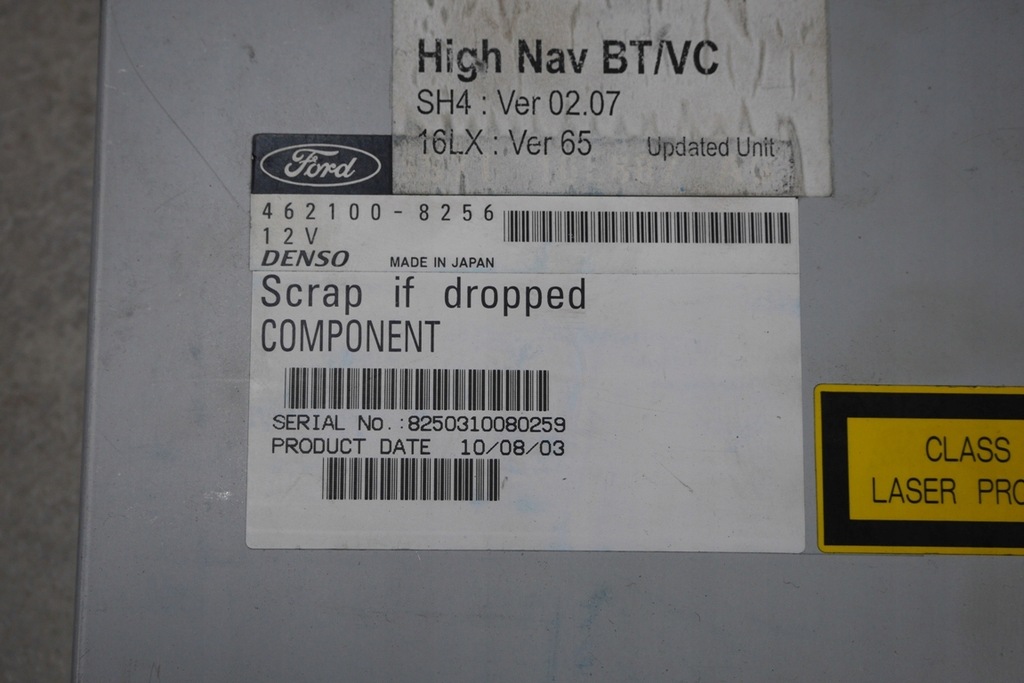 High Nav BT/VC
SH4 : Ver 02.07
16LX : Ver 65 Updated Unit
Ford
462100-8256
12V
DENSO MADE IN JAPAN
Scrap if dropped
COMPONENT
SERIAL No.:8250310080259
PRODUCT DATE 10/08/03
CLASS
LASER PRO